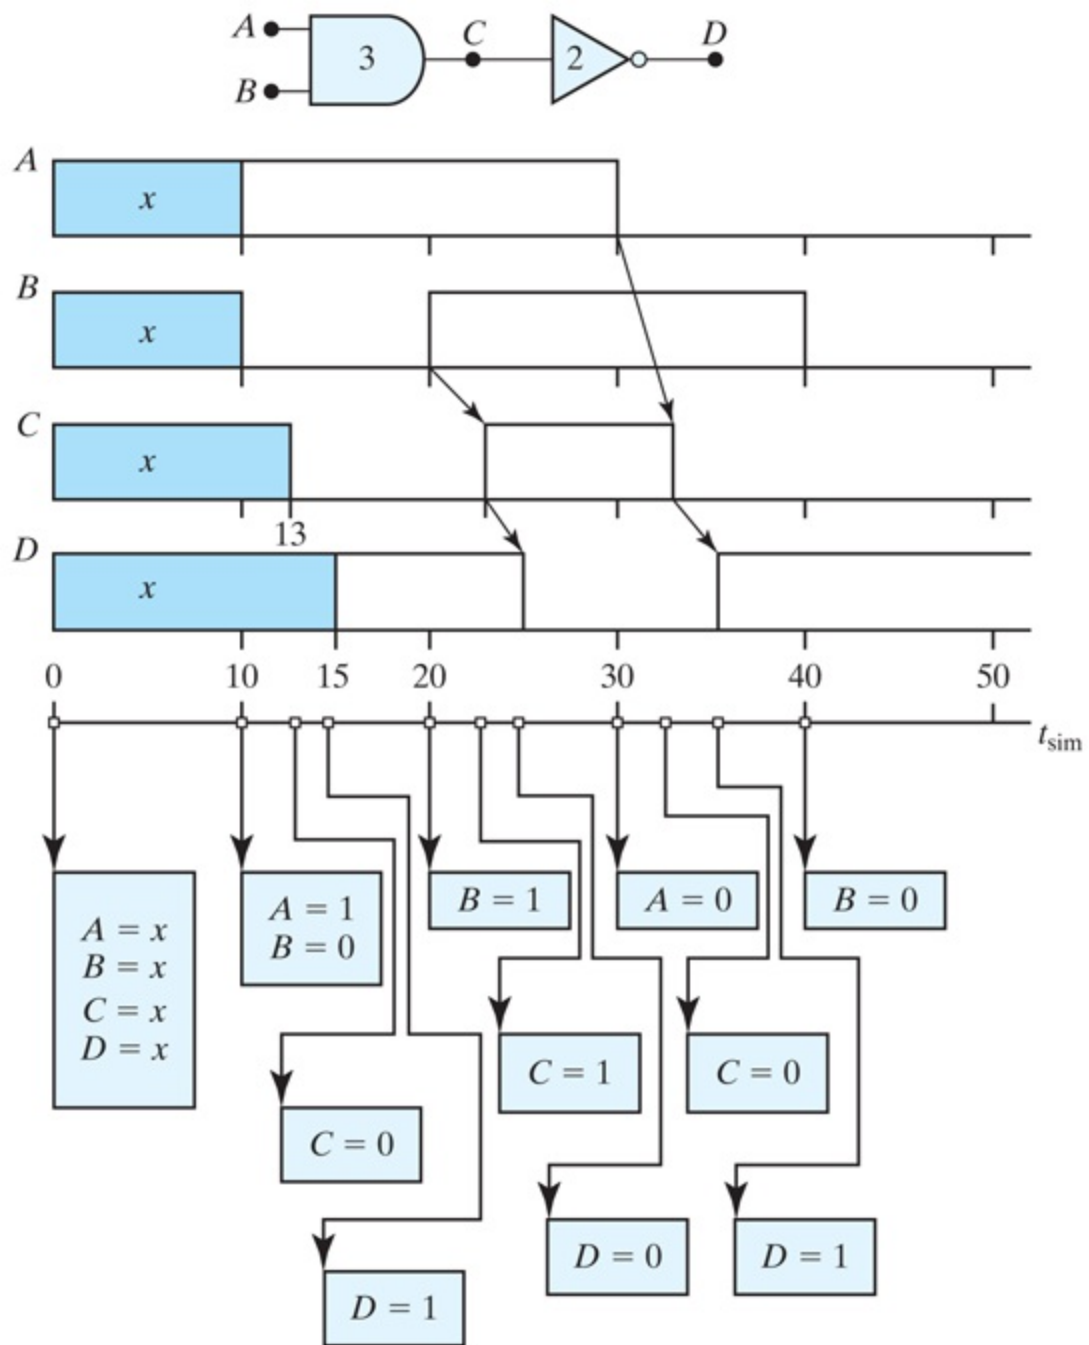 A
B
3
C
2
D
A
x
B
x
C
x
13
D
x
0 10 15 20 30 40 50
t_sim
A = x
B = x
C = x
D = x
A = 1
B = 0
B = 1
A = 0
B = 0
C = 1
C = 0
C = 0
D = 0
D = 1
D = 1